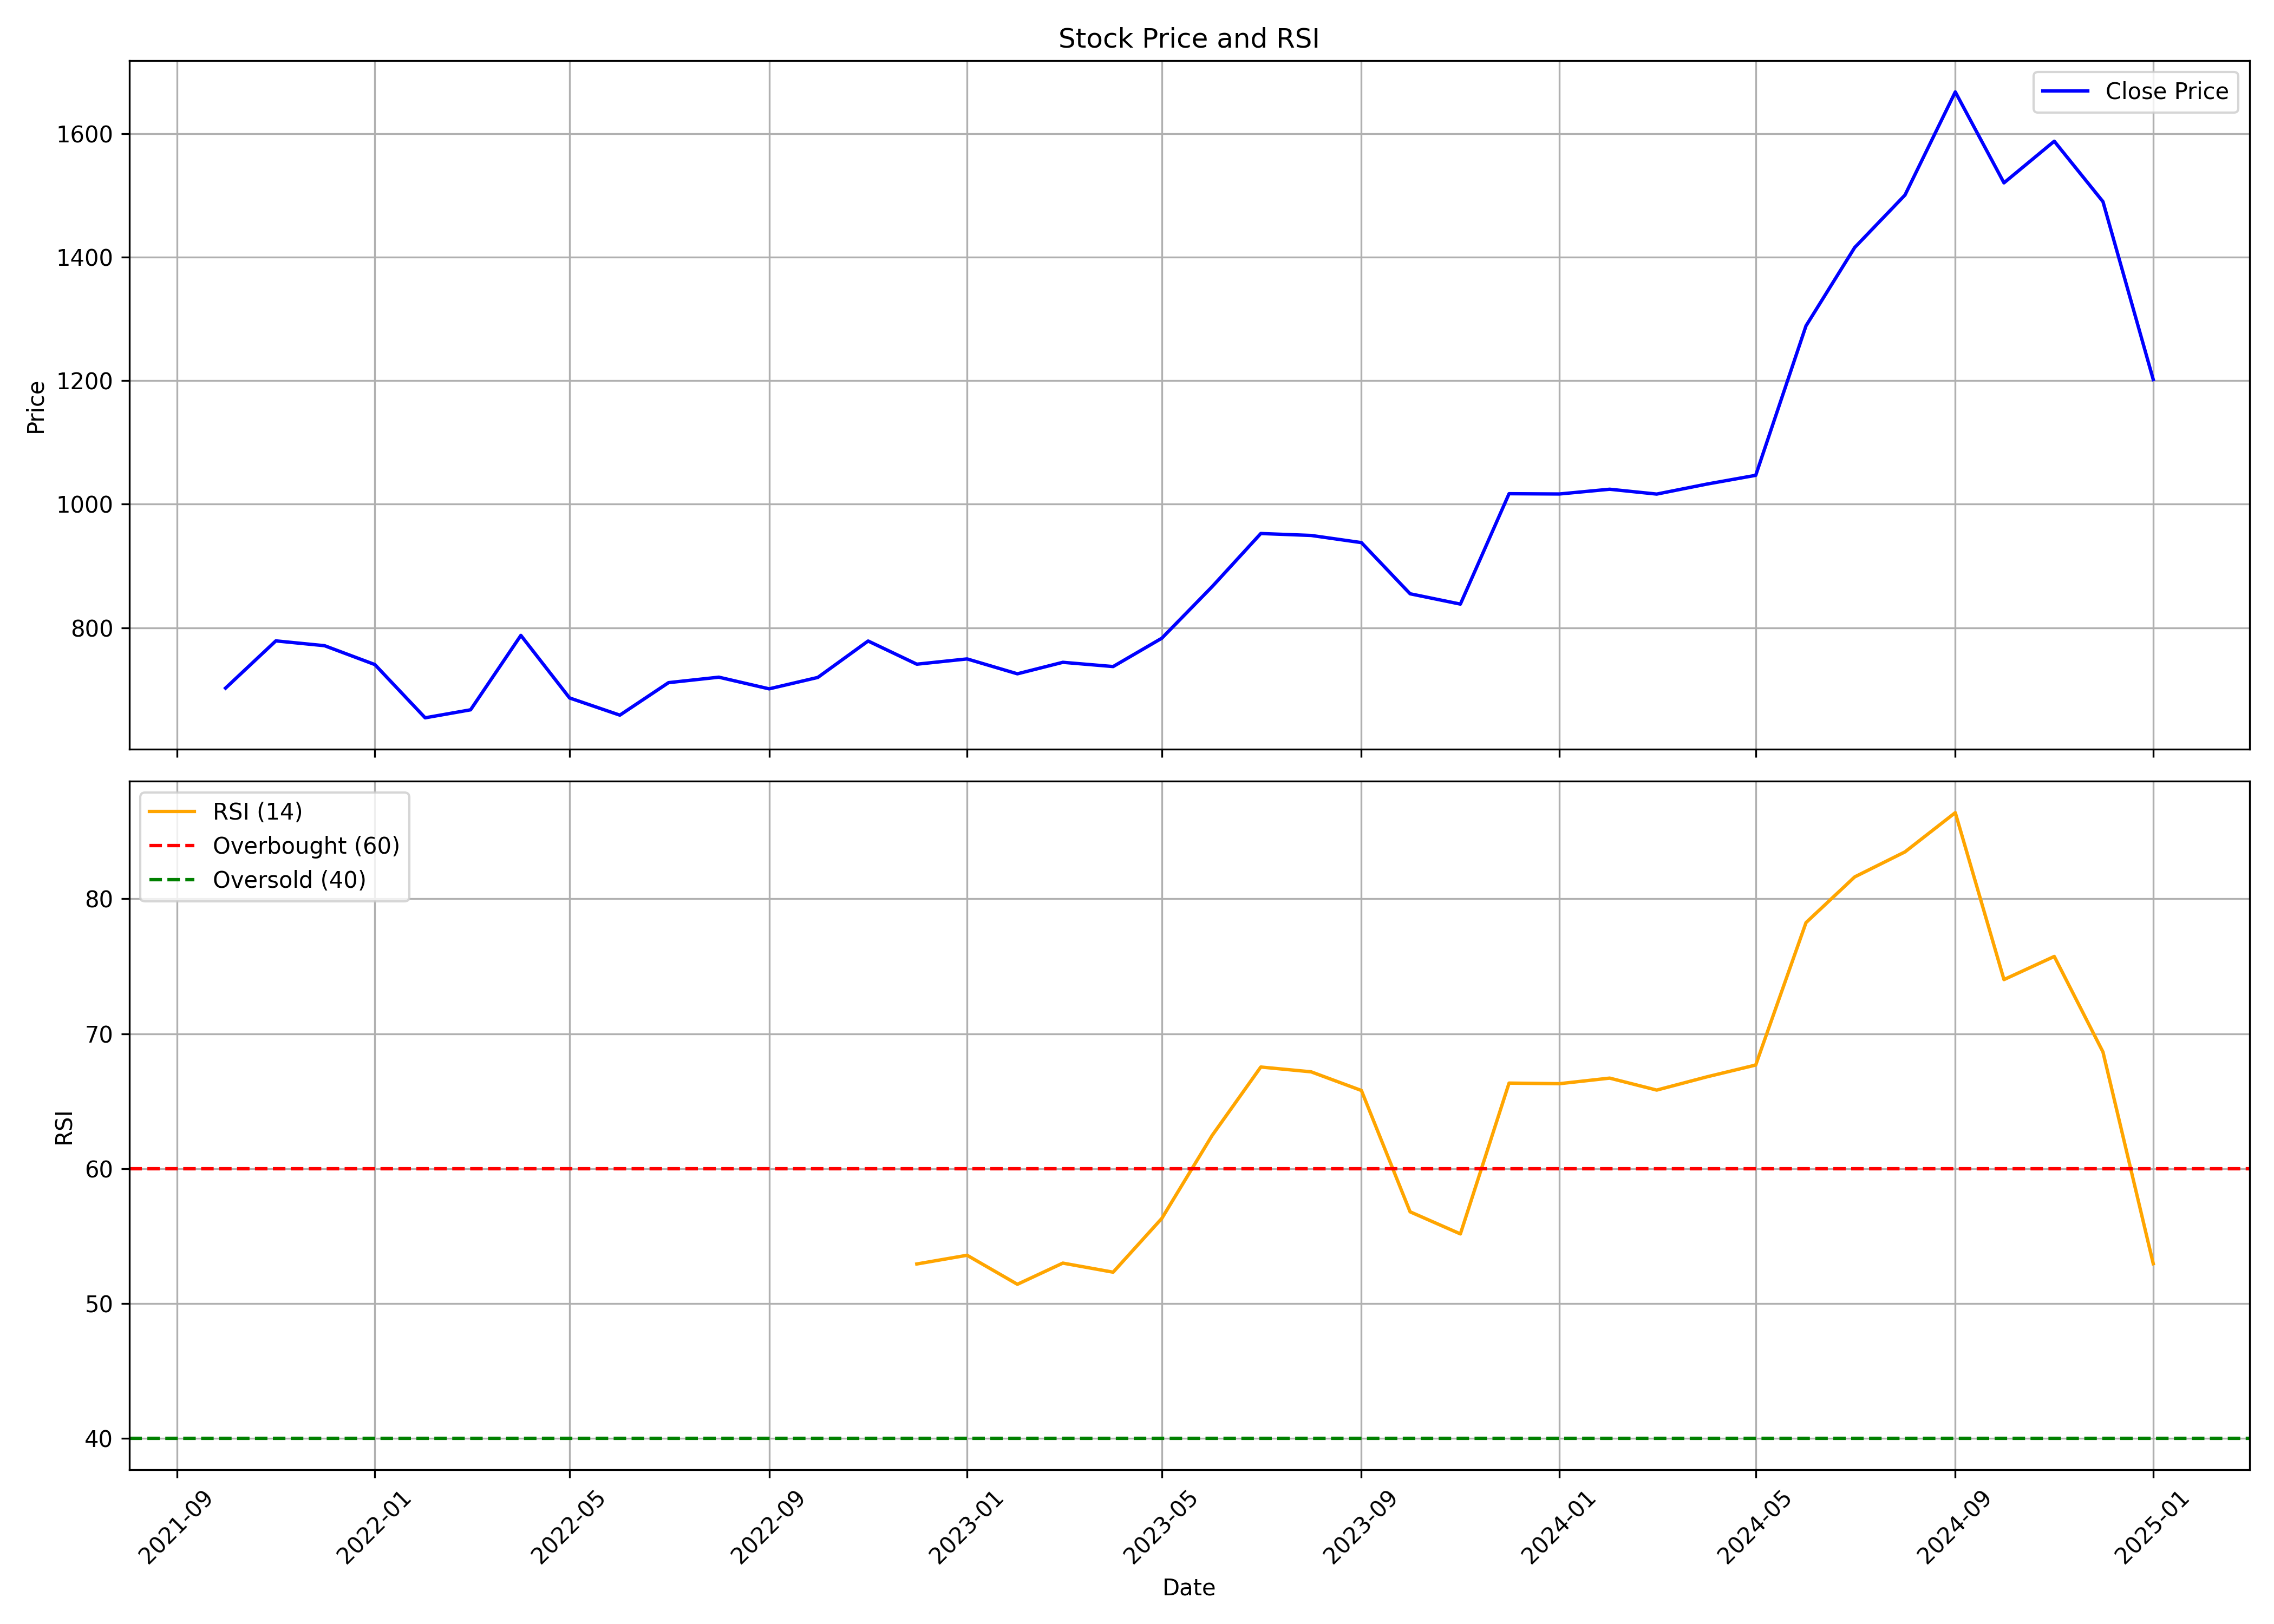 Stock Price and RSI
Close Price
1600
1400
1200
1000
800
Price
RSI (14)
Overbought (60)
Oversold (40)
80
70
60
50
40
RSI
2021-09
2022-01
2022-05
2022-09
2023-01
2023-05
2023-09
2024-01
2024-05
2024-09
2025-01
Date